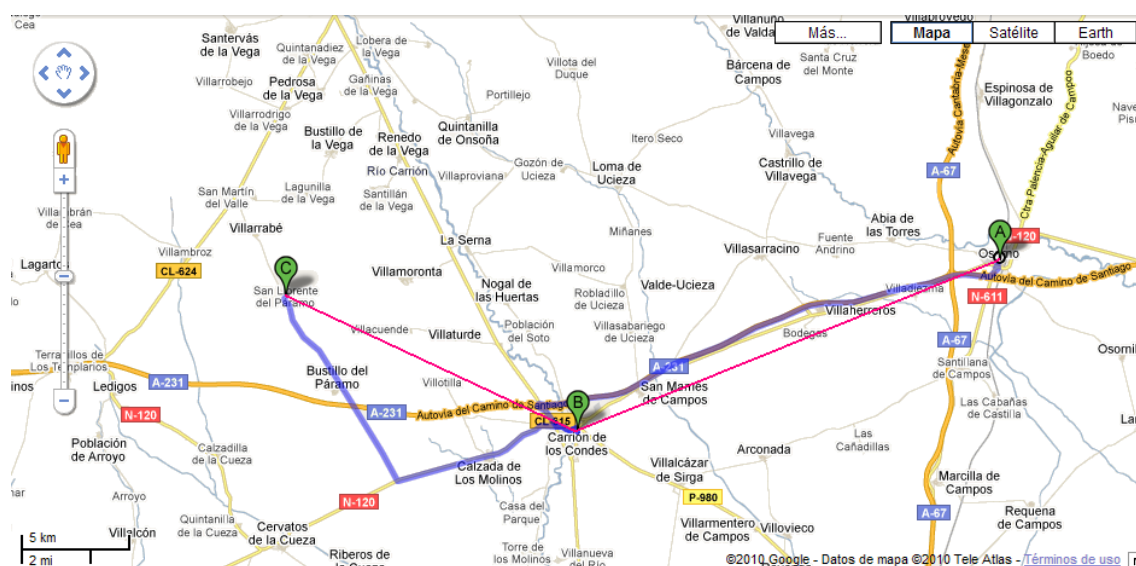 Cea
Santervás de
la Vega
Quintanadiez
de la Vega
Lobera de
la Vega
Villanuño
de Valda
Más...
Mapa
Satélite
Earth
Villaprovedo
Boedo
Villarrobejo
Pedrosa
de la Vega
Gañinas
de la Vega
Villota del
Duque
Bárcena de
Campos
Santa Cruz
del Monte
Autovía Cantabria-Mese
Espinosa de
Villagonzalo
Portillejo
Villarrodrigo
de la Vega
Bustillo de
la Vega
Renedo
de la Vega
Quintanilla
de Onsoña
Itero Seco
Villavega
Ctra Palencia-Aguilar de Campoo
Río Carrión
Villaproviana
Gozón de
Ucieza
Loma de
Ucieza
Castrillo de
Villavega
A-67
San Martín
del Valle
Lagunilla
de la Vega
Santillán
de la Vega
Villarrabé
Miñanes
Abia de
las Torres
A
Villambroz
La Serna
Villasarracino
Fuente
Andrino
Lagarto
CL-624
C
Villamoronta
Villamorco
San Llorente
del Páramo
Nogal de
las Huertas
Robladillo
de Ucieza
Valde-Ucieza
Villadiezma
Autovía del Camino de Santiago
N-611
Villaherreros
Villacuende
Villaturde
Población
del Soto
Villasabariego
de Ucieza
Bodegas
A-67
Terradillos de
Los Templarios
Ledigos
A-231
Bustillo del
Páramo
Villotilla
A-231
Santillana
de Campos
Osornil
San Mamés
de Campos
N-120
A-231
Autovía del Camino de Santiago
B
CL-615
Las Cabañas
de Castilla
Población
de Arroyo
Calzadilla
de la Cueza
Carrión de
los Condes
Las
Cañadillas
Calzada de
Los Molinos
Arconada
Villalcázar
de Sirga
Marcilla de
Campos
Arroyo
N-120
P-980
Villalcón
Quintanilla
de la Cueza
Cervatos
de la Cueza
Casa del
Parque
Villarmentero
de Campos
Villovieco
A-67
Requena
de Campos
5 km
2 mi
Riberos de
la Cueza
Torre de
los Molinos
Villanueva
del Río
©2010 Google - Datos de mapa ©2010 Tele Atlas - Términos de uso